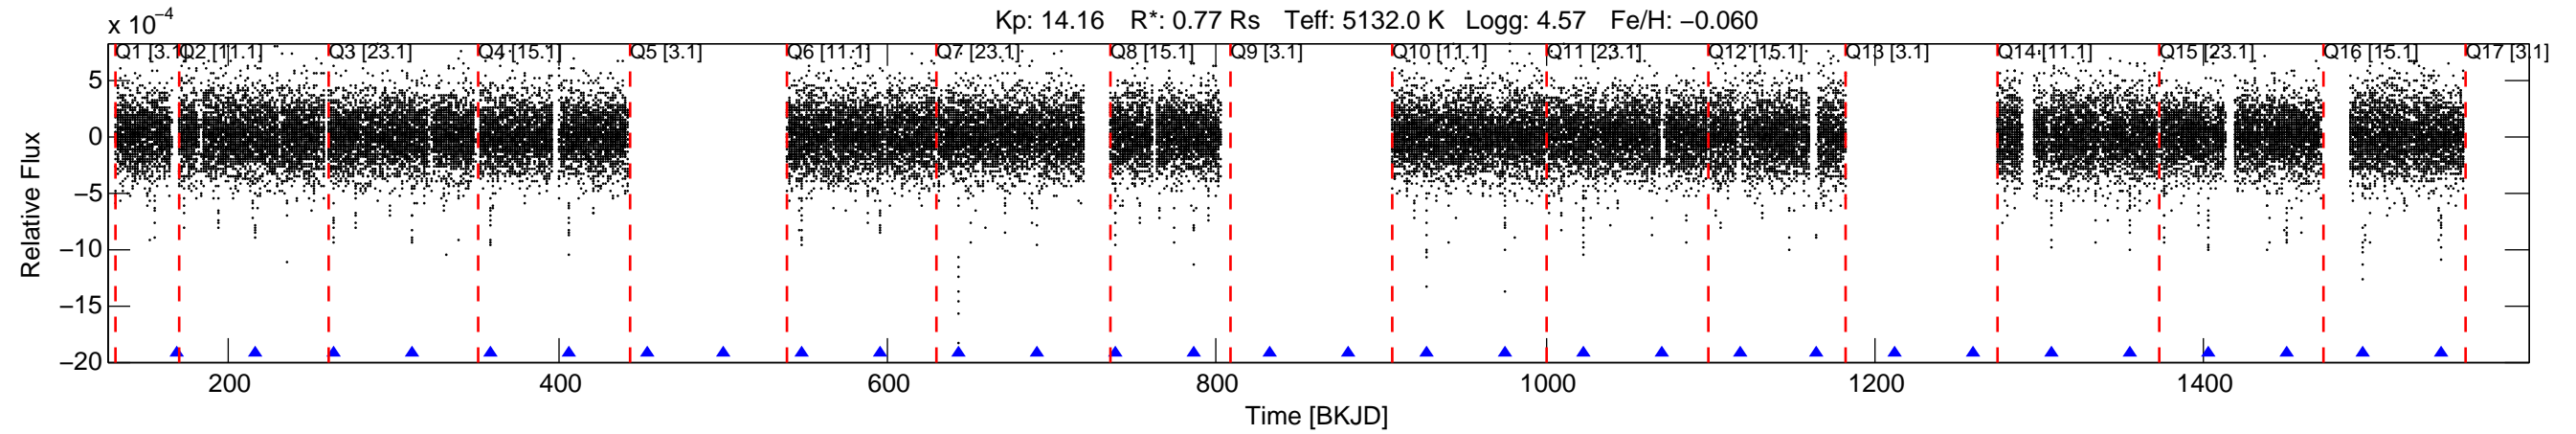 Kp: 14.16 R*: 0.77 Rs Teff: 5132.0 K Logg: 4.57 Fe/H: −0.060
x 10⁻⁴
Q1 [3.1] Q2 [11.1] Q3 [23.1] Q4 [15.1] Q5 [3.1] Q6 [11.1] Q7 [23.1] Q8 [15.1] Q9 [3.1] Q10 [11.1] Q11 [23.1] Q12 [15.1] Q13 [3.1] Q14 [11.1] Q15 [23.1] Q16 [15.1] Q17 [3.1]
5
0
−5
−10
−15
−20
Relative Flux
200 400 600 800 1000 1200 1400
Time [BKJD]